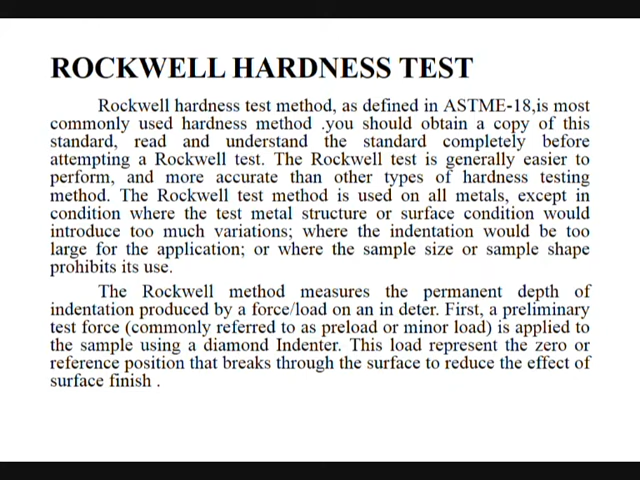 ROCKWELL HARDNESS TEST
Rockwell hardness test method, as defined in ASTME-18,is most
commonly used hardness method .you should obtain a copy of this
standard, read and understand the standard completely before
attempting a Rockwell test. The Rockwell test is generally easier to
perform, and more accurate than other types of hardness testing
method. The Rockwell test method is used on all metals, except in
condition where the test metal structure or surface condition would
introduce too much variations; where the indentation would be too
large for the application; or where the sample size or sample shape
prohibits its use.
The Rockwell method measures the permanent depth of
indentation produced by a force/load on an in deter. First, a preliminary
test force (commonly referred to as preload or minor load) is applied to
the sample using a diamond Indenter. This load represent the zero or
reference position that breaks through the surface to reduce the effect of
surface finish .